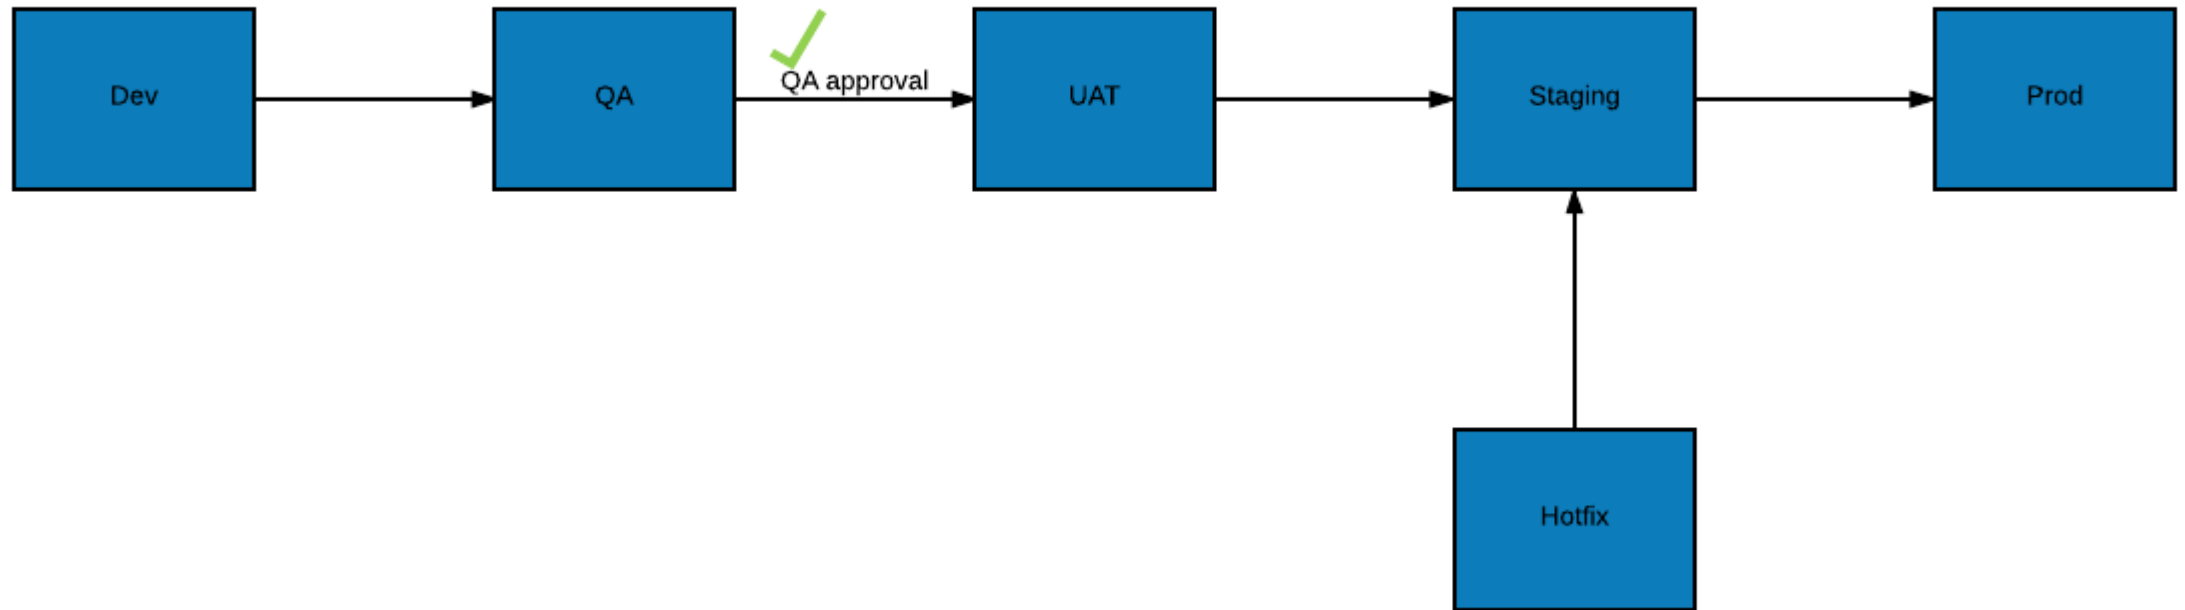 Dev
QA
QA approval
UAT
Staging
Prod
Hotfix